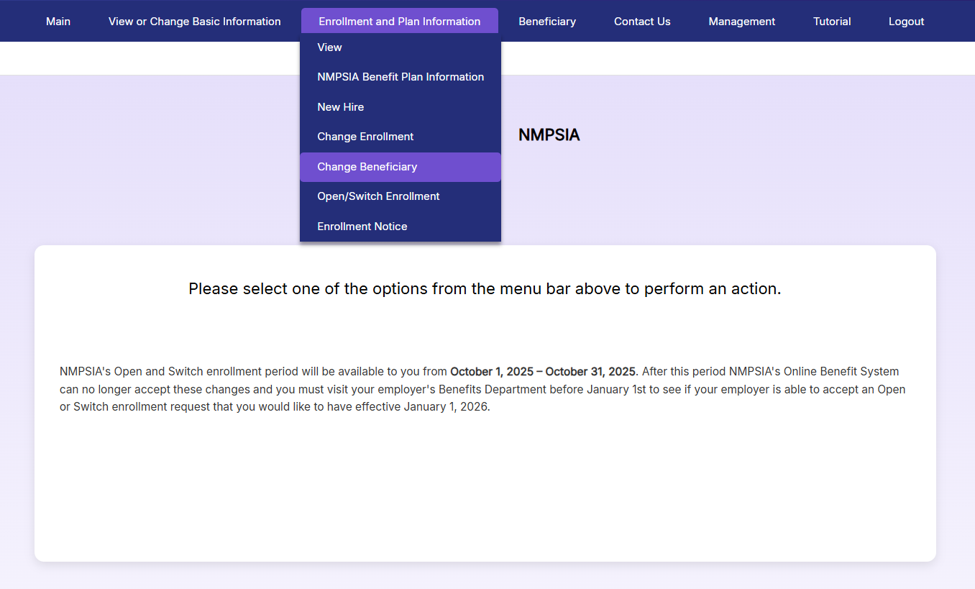 Main View or Change Basic Information Enrollment and Plan Information Beneficiary Contact Us Management Tutorial Logout
View
NMPSIA Benefit Plan Information
New Hire
Change Enrollment
Change Beneficiary
Open/Switch Enrollment
Enrollment Notice
NMPSIA
Please select one of the options from the menu bar above to perform an action.
NMPSIA's Open and Switch enrollment period will be available to you from October 1, 2025 – October 31, 2025. After this period NMPSIA's Online Benefit System
can no longer accept these changes and you must visit your employer's Benefits Department before January 1st to see if your employer is able to accept an Open
or Switch enrollment request that you would like to have effective January 1, 2026.